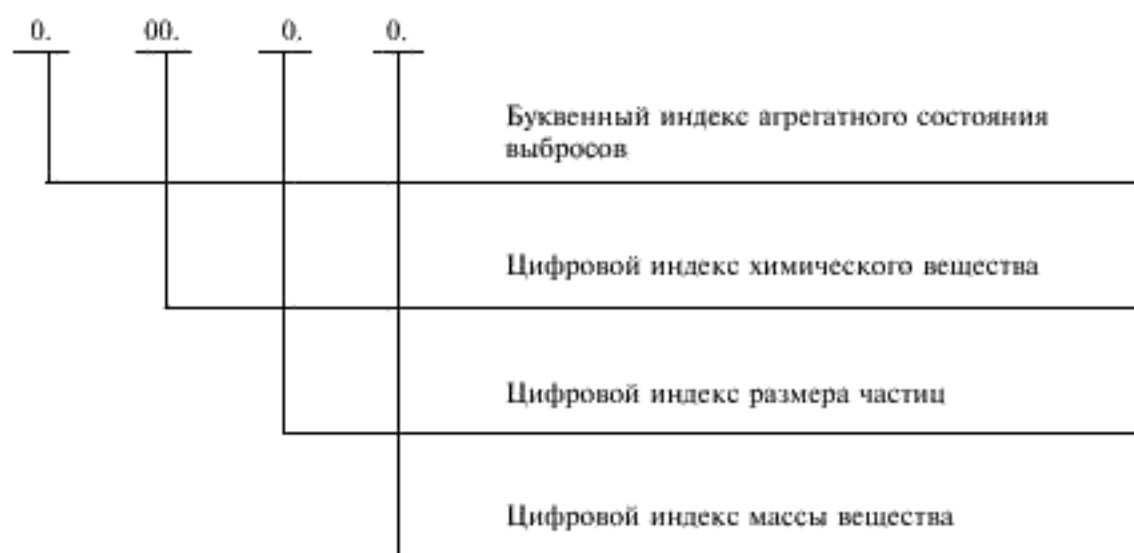 0. 00. 0. 0.
Буквенный индекс агрегатного состояния
выбросов
Цифровой индекс химического вещества
Цифровой индекс размера частиц
Цифровой индекс массы вещества